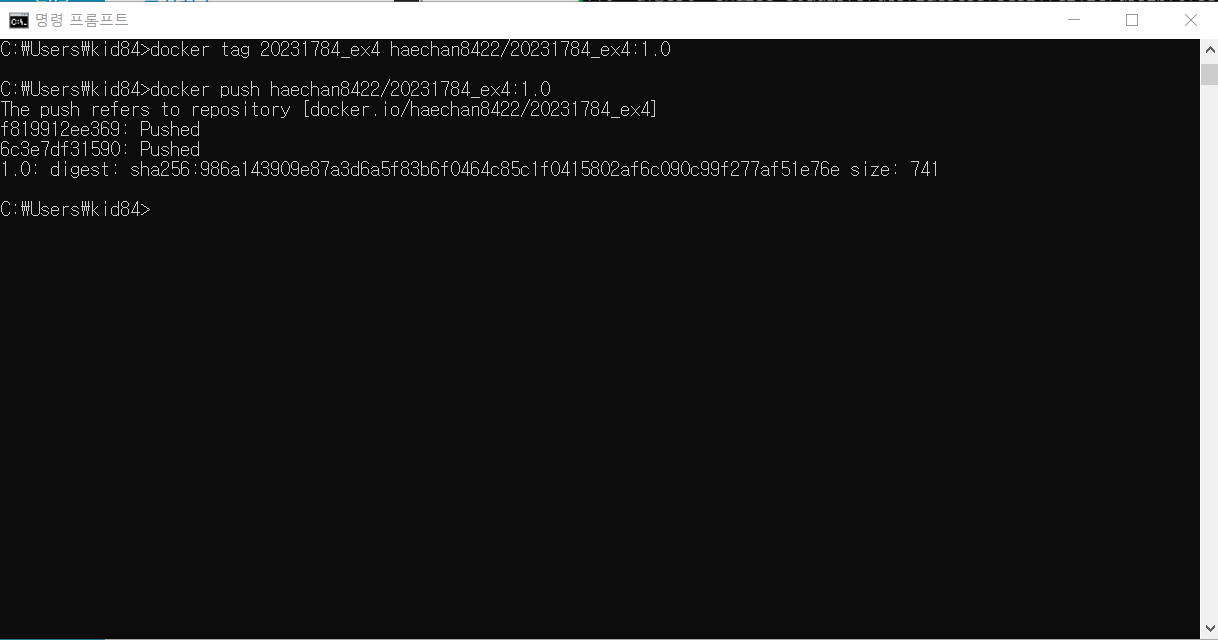 명령 프롬프트
C:₩Users₩kid84>docker tag 20231784_ex4 haechan8422/20231784_ex4:1.0
C:₩Users₩kid84>docker push haechan8422/20231784_ex4:1.0
The push refers to repository [docker.io/haechan8422/20231784_ex4]
f819912ee369: Pushed
6c3e7df31590: Pushed
1.0: digest: sha256:986a143909e87a3d6a5f83b6f0464c85c1f0415802af6c090c99f277af51e76e size: 741
C:₩Users₩kid84>